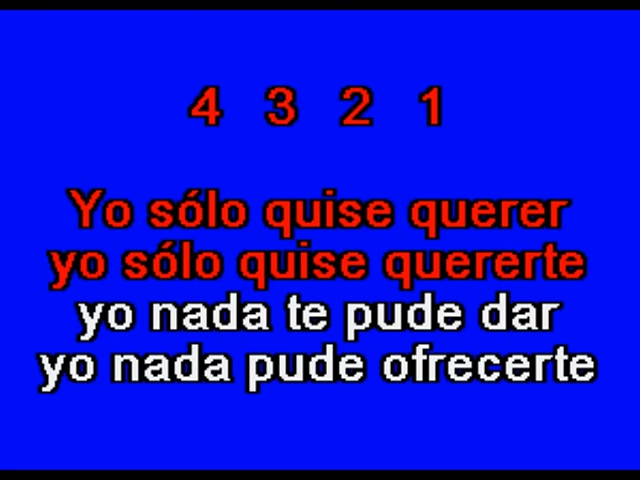 4 3 2 1
Yo sólo quise querer
yo sólo quise quererte
yo nada te pude dar
yo nada pude ofrecerte